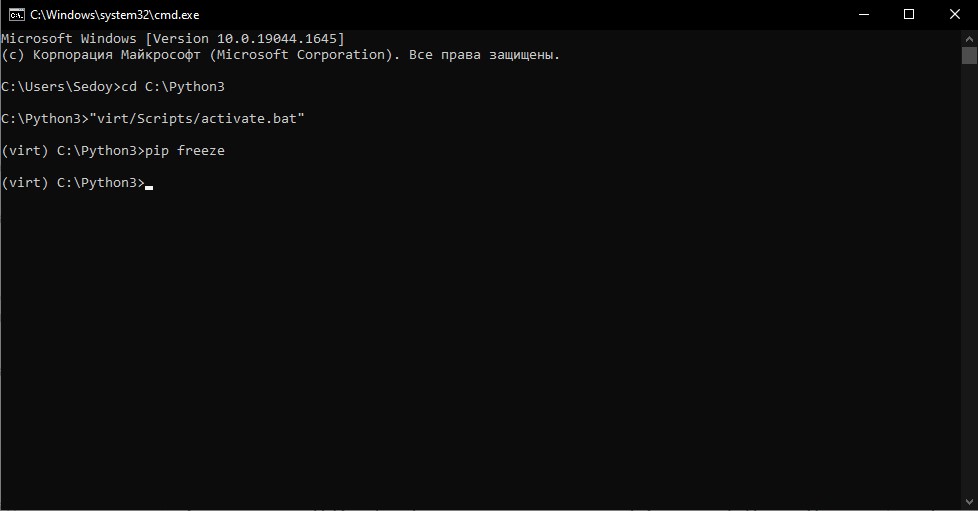 C:\Windows\system32\cmd.exe
Microsoft Windows [Version 10.0.19044.1645]
(c) Корпорация Майкрософт (Microsoft Corporation). Все права защищены.
C:\Users\Sedoy>cd C:\Python3
C:\Python3>"virt/Scripts/activate.bat"
(virt) C:\Python3>pip freeze
(virt) C:\Python3>